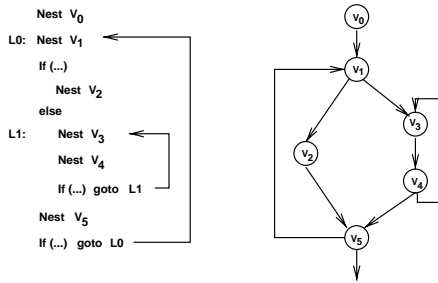 Nest V0
L0: Nest V1
If (...)
Nest V2
else
L1: Nest V3
Nest V4
If (...) goto L1
Nest V5
If (...) goto L0
V0
V1
V2
V3
V4
V5